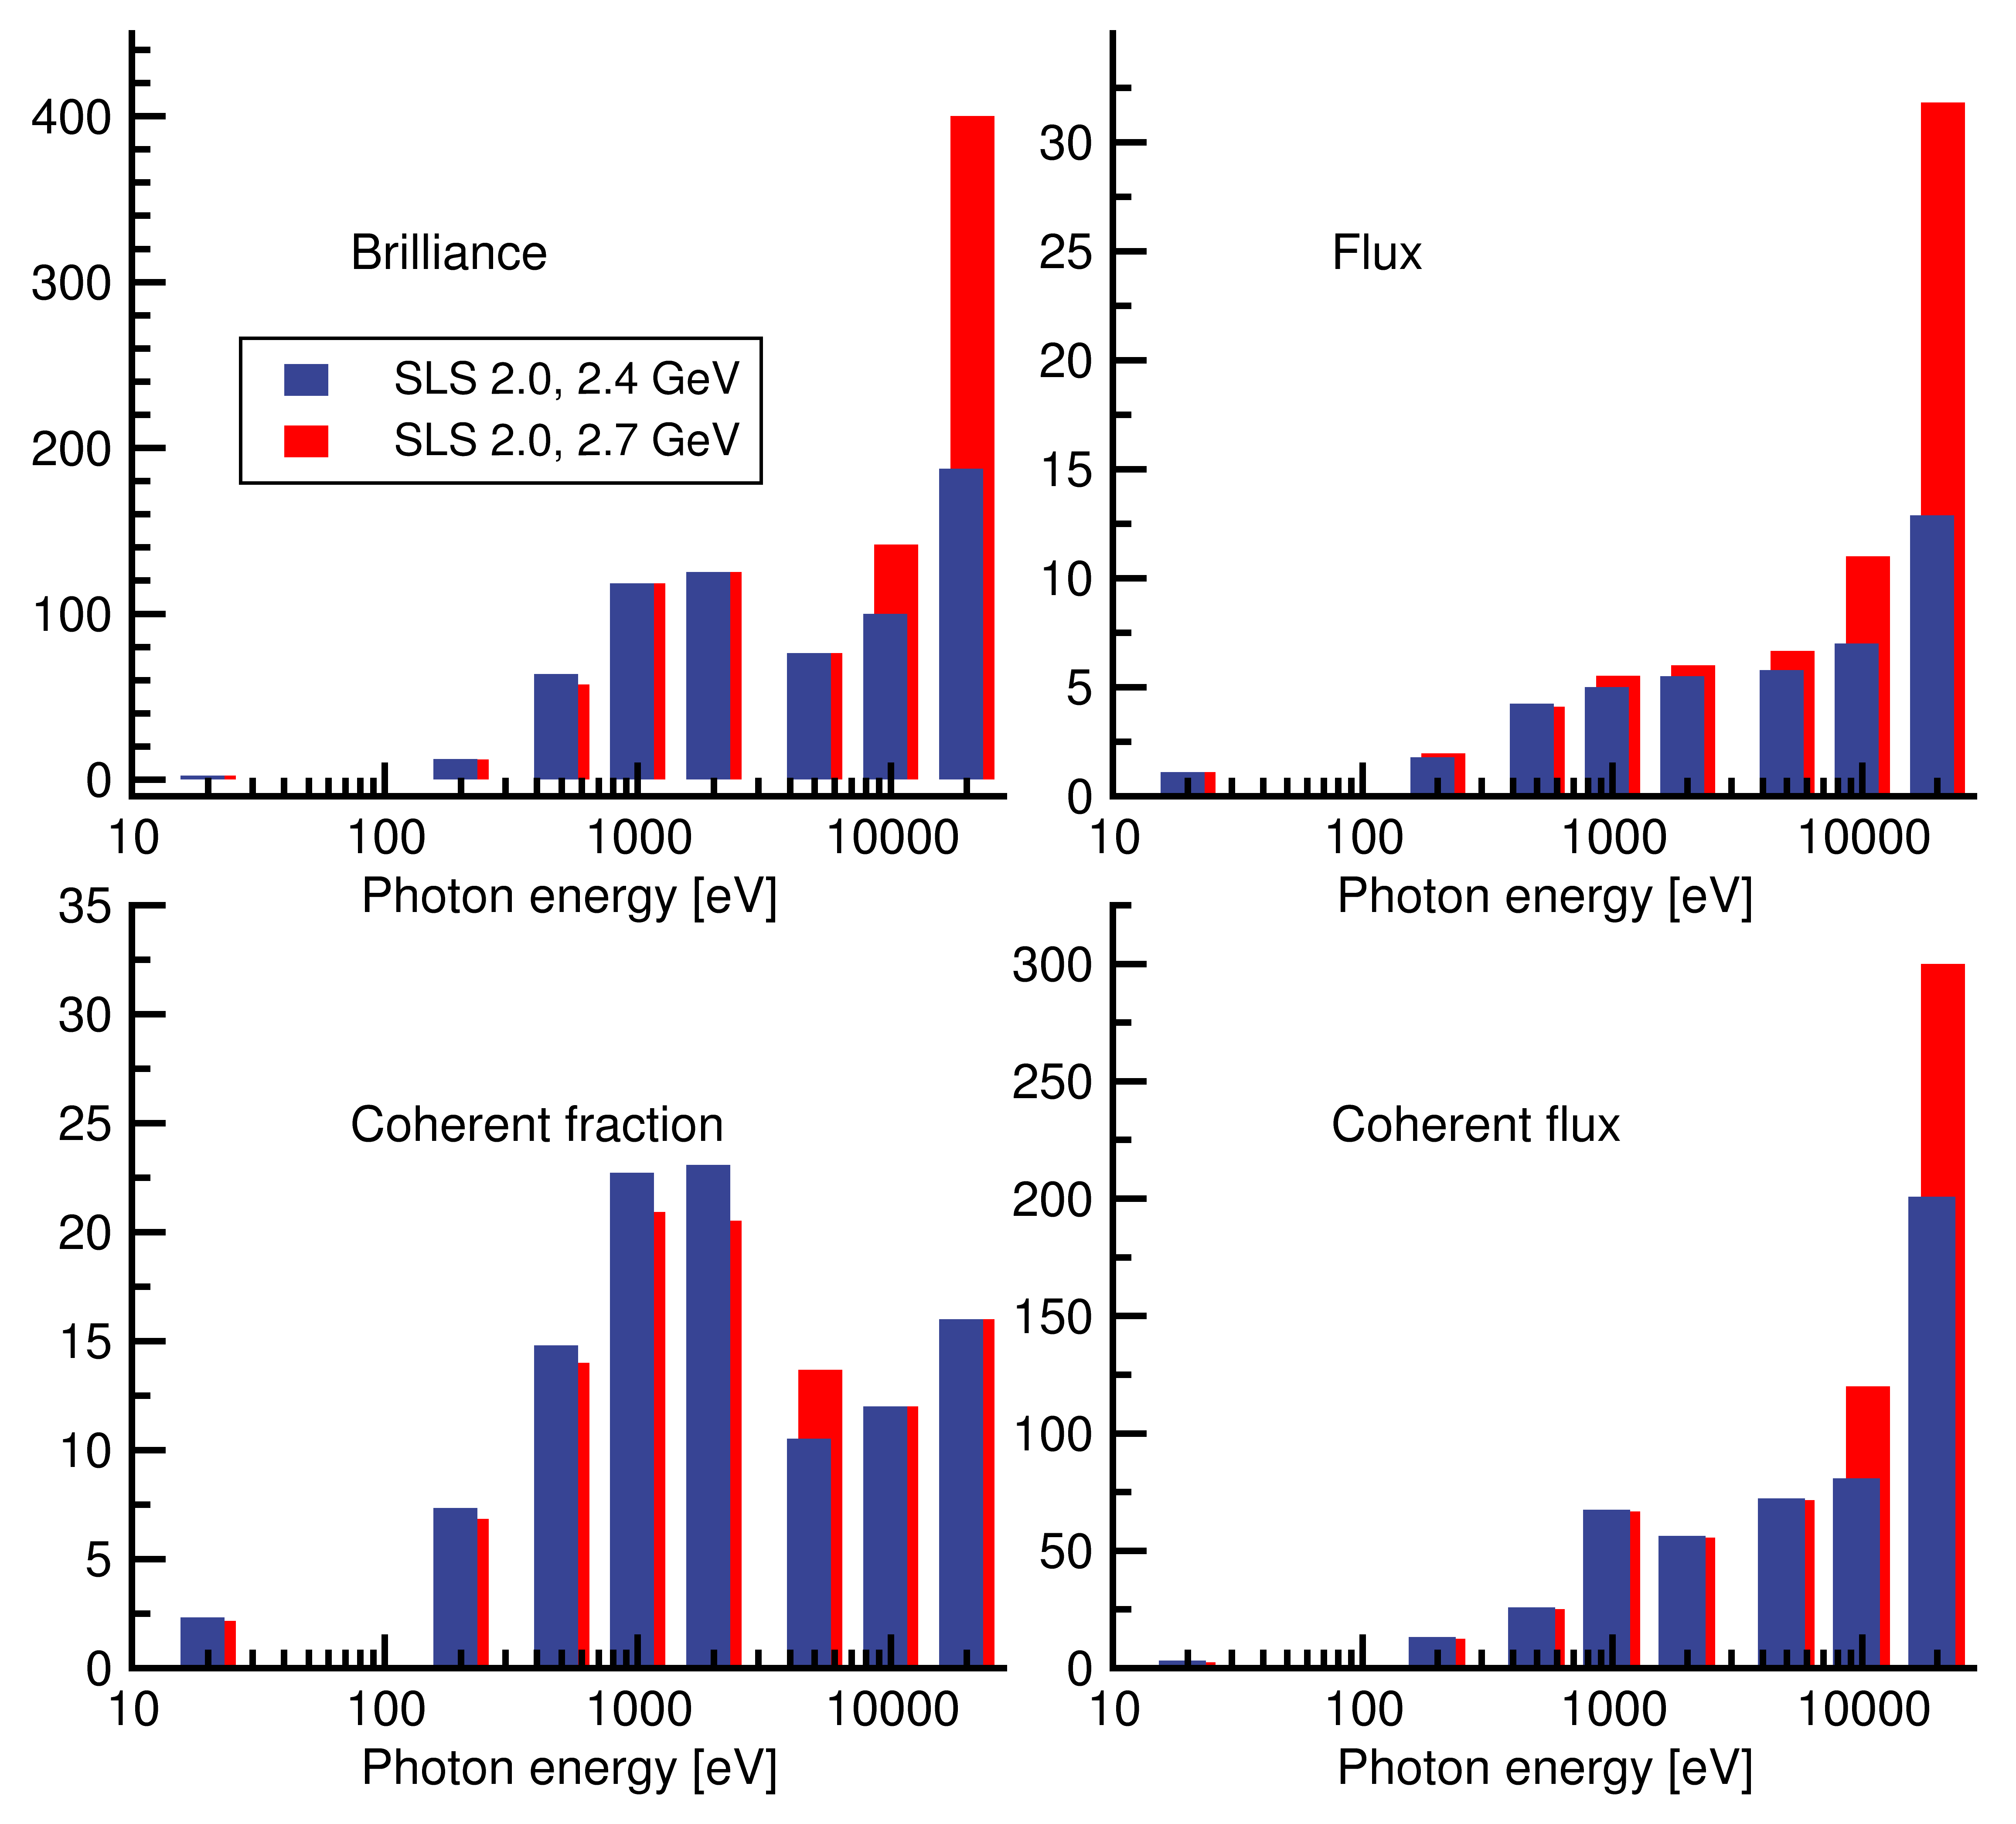 400
300
200
100
0
Brilliance
SLS 2.0, 2.4 GeV
SLS 2.0, 2.7 GeV
10 100 1000 10000
Photon energy [eV]
30
25
20
15
10
5
0
Flux
10 100 1000 10000
Photon energy [eV]
35
30
25
20
15
10
5
0
Coherent fraction
10 100 1000 10000
Photon energy [eV]
300
250
200
150
100
50
0
Coherent flux
10 100 1000 10000
Photon energy [eV]